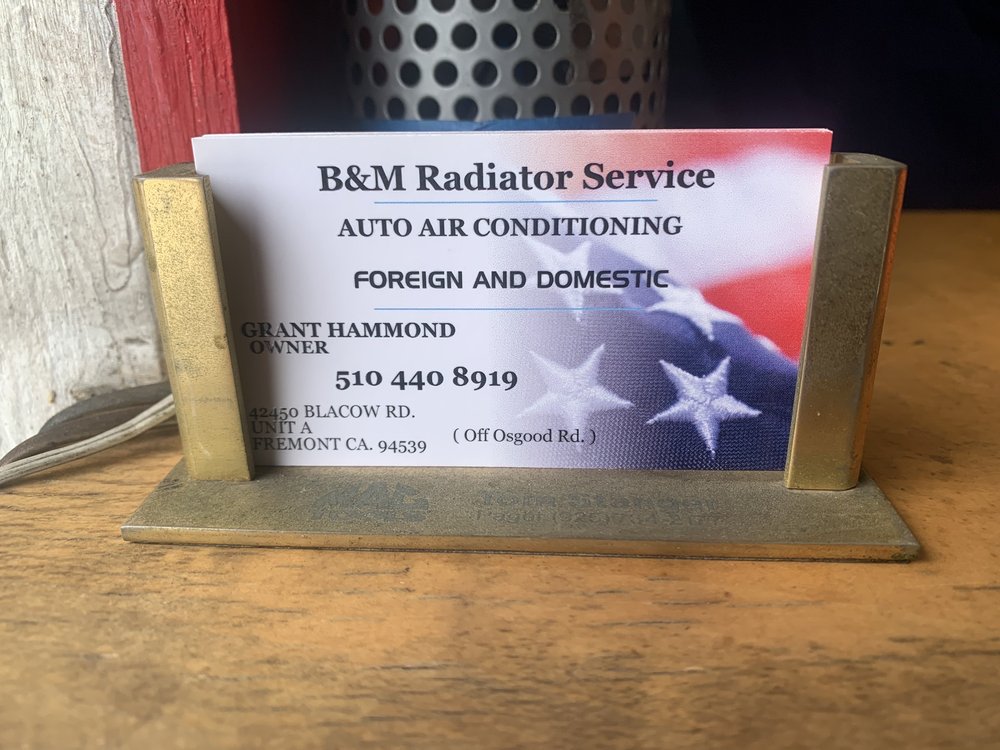 B&M Radiator Service
AUTO AIR CONDITIONING
FOREIGN AND DOMESTIC
GRANT HAMMOND
OWNER
510 440 8919
42450 BLACOW RD.
UNIT A
FREMONT CA. 94539
( Off Osgood Rd. )